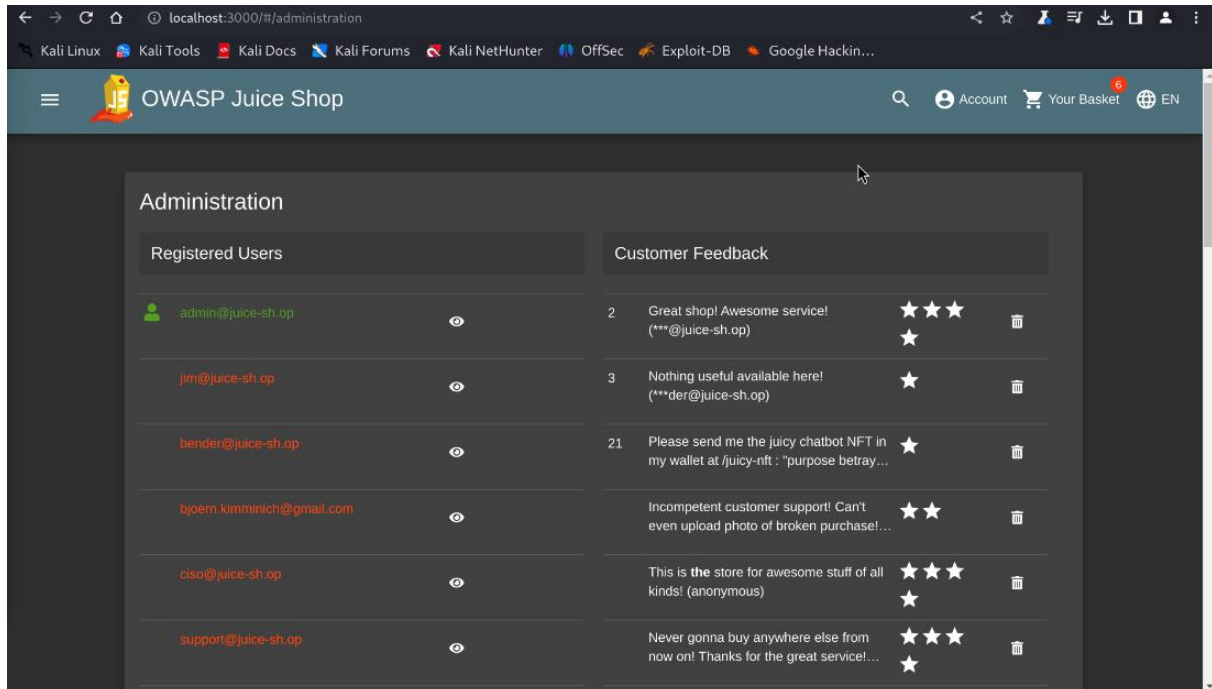 localhost:3000/#/administration
Kali Linux Kali Tools Kali Docs Kali Forums Kali NetHunter OffSec Exploit-DB Google Hackin...
OWASP Juice Shop
Account
6
Your Basket
EN
Administration
Registered Users
Customer Feedback
admin@juice-sh.op
2
Great shop! Awesome service!
(***@juice-sh.op)
jim@juice-sh.op
3
Nothing useful available here!
(***der@juice-sh.op)
bender@juice-sh.op
21
Please send me the juicy chatbot NFT in
my wallet at /juicy-nft : "purpose betray...
bjoern.kimminich@gmail.com
Incompetent customer support! Can't
even upload photo of broken purchase!...
ciso@juice-sh.op
This is the store for awesome stuff of all
kinds! (anonymous)
support@juice-sh.op
Never gonna buy anywhere else from
now on! Thanks for the great service!...